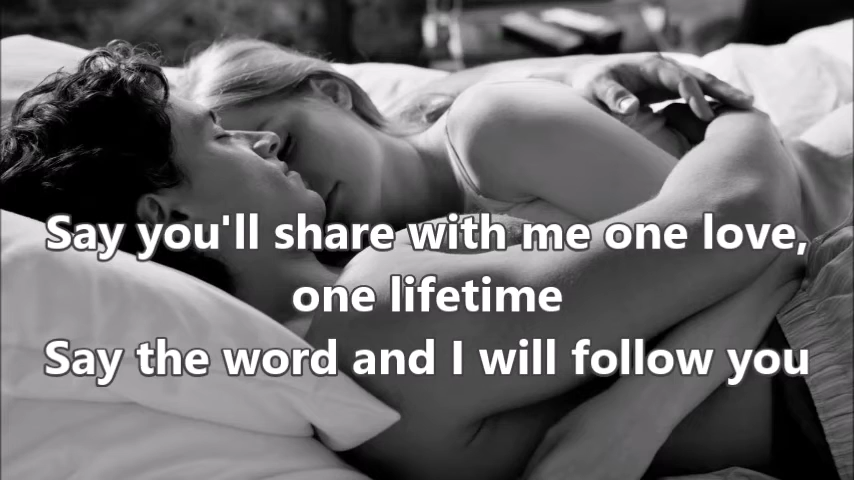 Say you'll share with me one love,
one lifetime
Say the word and I will follow you